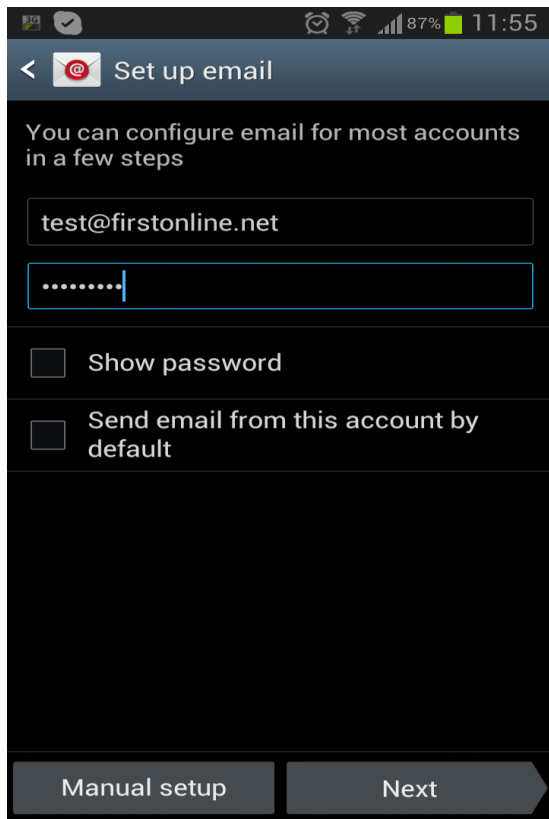 3G 87% 11:55
@ Set up email
You can configure email for most accounts
in a few steps
test@firstonline.net
•••••••••
Show password
Send email from this account by
default
Manual setup Next